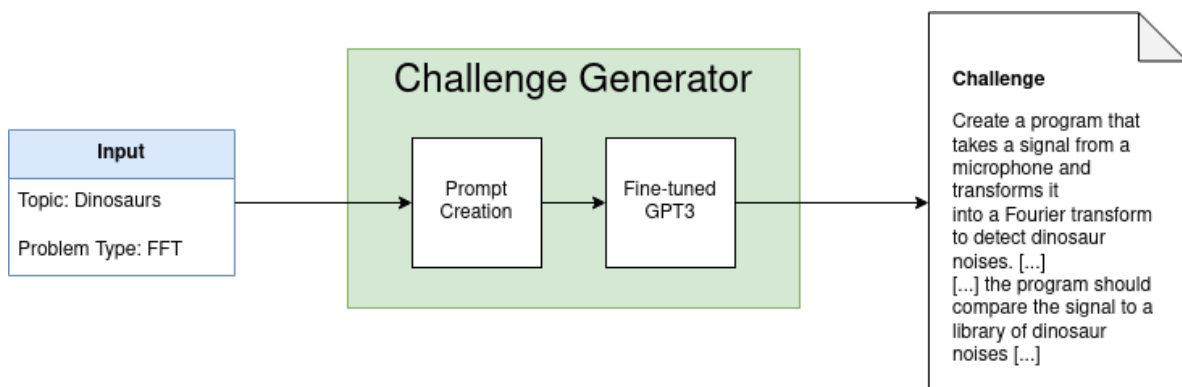 Challenge Generator
Input
Topic: Dinosaurs
Problem Type: FFT
Prompt
Creation
Fine-tuned
GPT3
Challenge
Create a program that
takes a signal from a
microphone and
transforms it
into a Fourier transform
to detect dinosaur
noises. [...]
[...] the program should
compare the signal to a
library of dinosaur
noises [...]